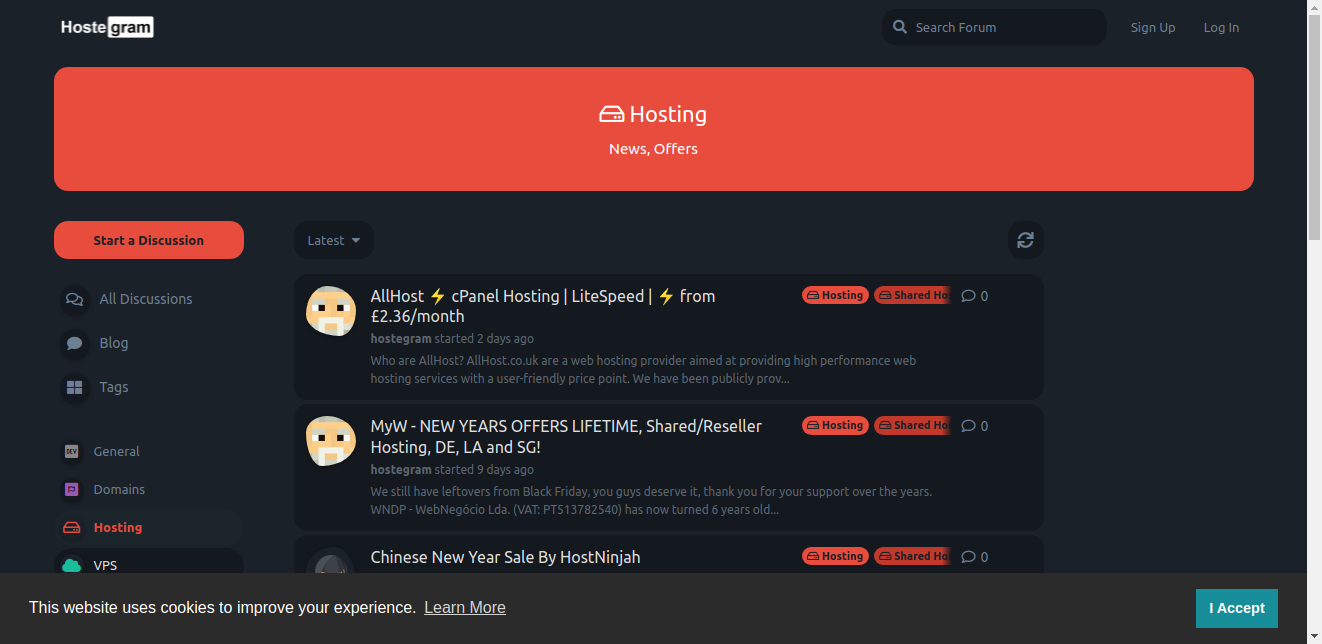 Hostegram
Search Forum
Sign Up
Log In
Hosting
News, Offers
Start a Discussion
Latest
All Discussions
Blog
Tags
DEV General
Domains
Hosting
VPS
AllHost ⚡ cPanel Hosting | LiteSpeed | ⚡ from
£2.36/month
Hosting
Shared Ho
0
hostegram started 2 days ago
Who are AllHost? AllHost.co.uk are a web hosting provider aimed at providing high performance web
hosting services with a user-friendly price point. We have been publicly prov...
MyW - NEW YEARS OFFERS LIFETIME, Shared/Reseller
Hosting, DE, LA and SG!
Hosting
Shared Ho
0
hostegram started 9 days ago
We still have leftovers from Black Friday, you guys deserve it, thank you for your support over the years.
WNDP - WebNegócio Lda. (VAT: PT513782540) has now turned 6 years old...
Chinese New Year Sale By HostNinjah
Hosting
Shared Ho
0
This website uses cookies to improve your experience. Learn More
I Accept